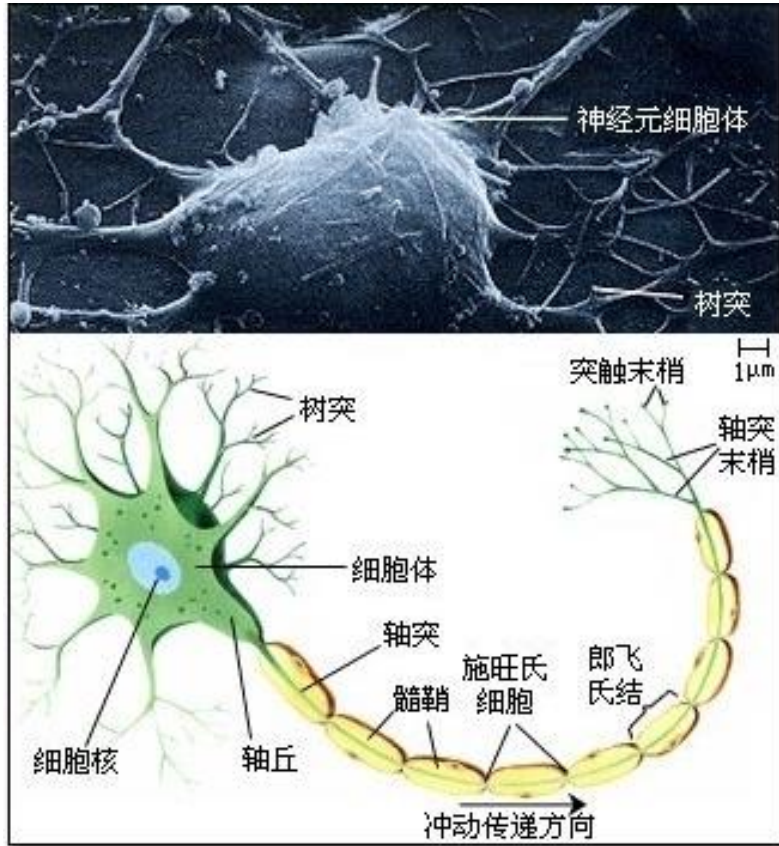 神经元细胞体
树突
1μm
突触末梢
树突
轴突
末梢
细胞体
轴突
施旺氏
细胞
郎飞
氏结
髓鞘
细胞核
轴丘
冲动传递方向